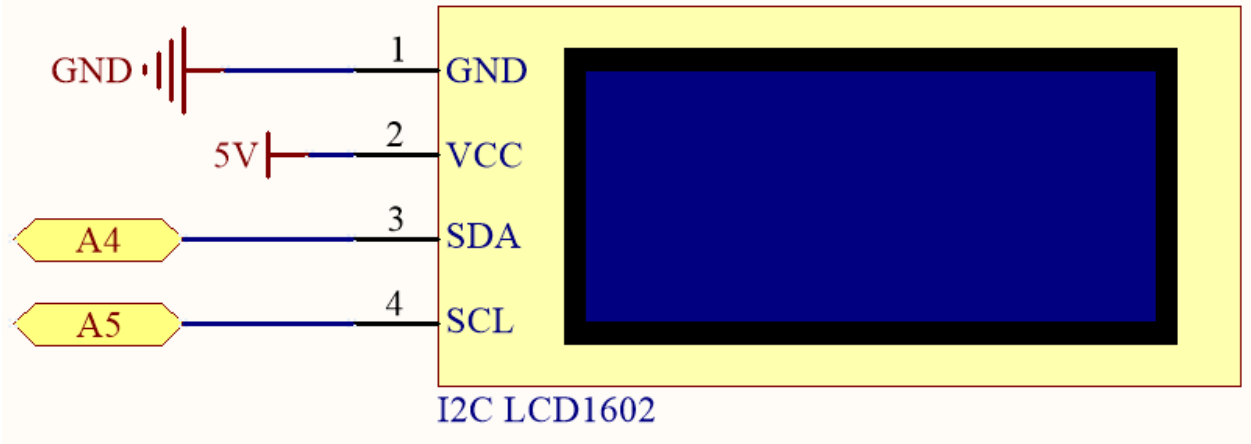 GND 1 GND
5V 2 VCC
A4 3 SDA
A5 4 SCL
I2C LCD1602